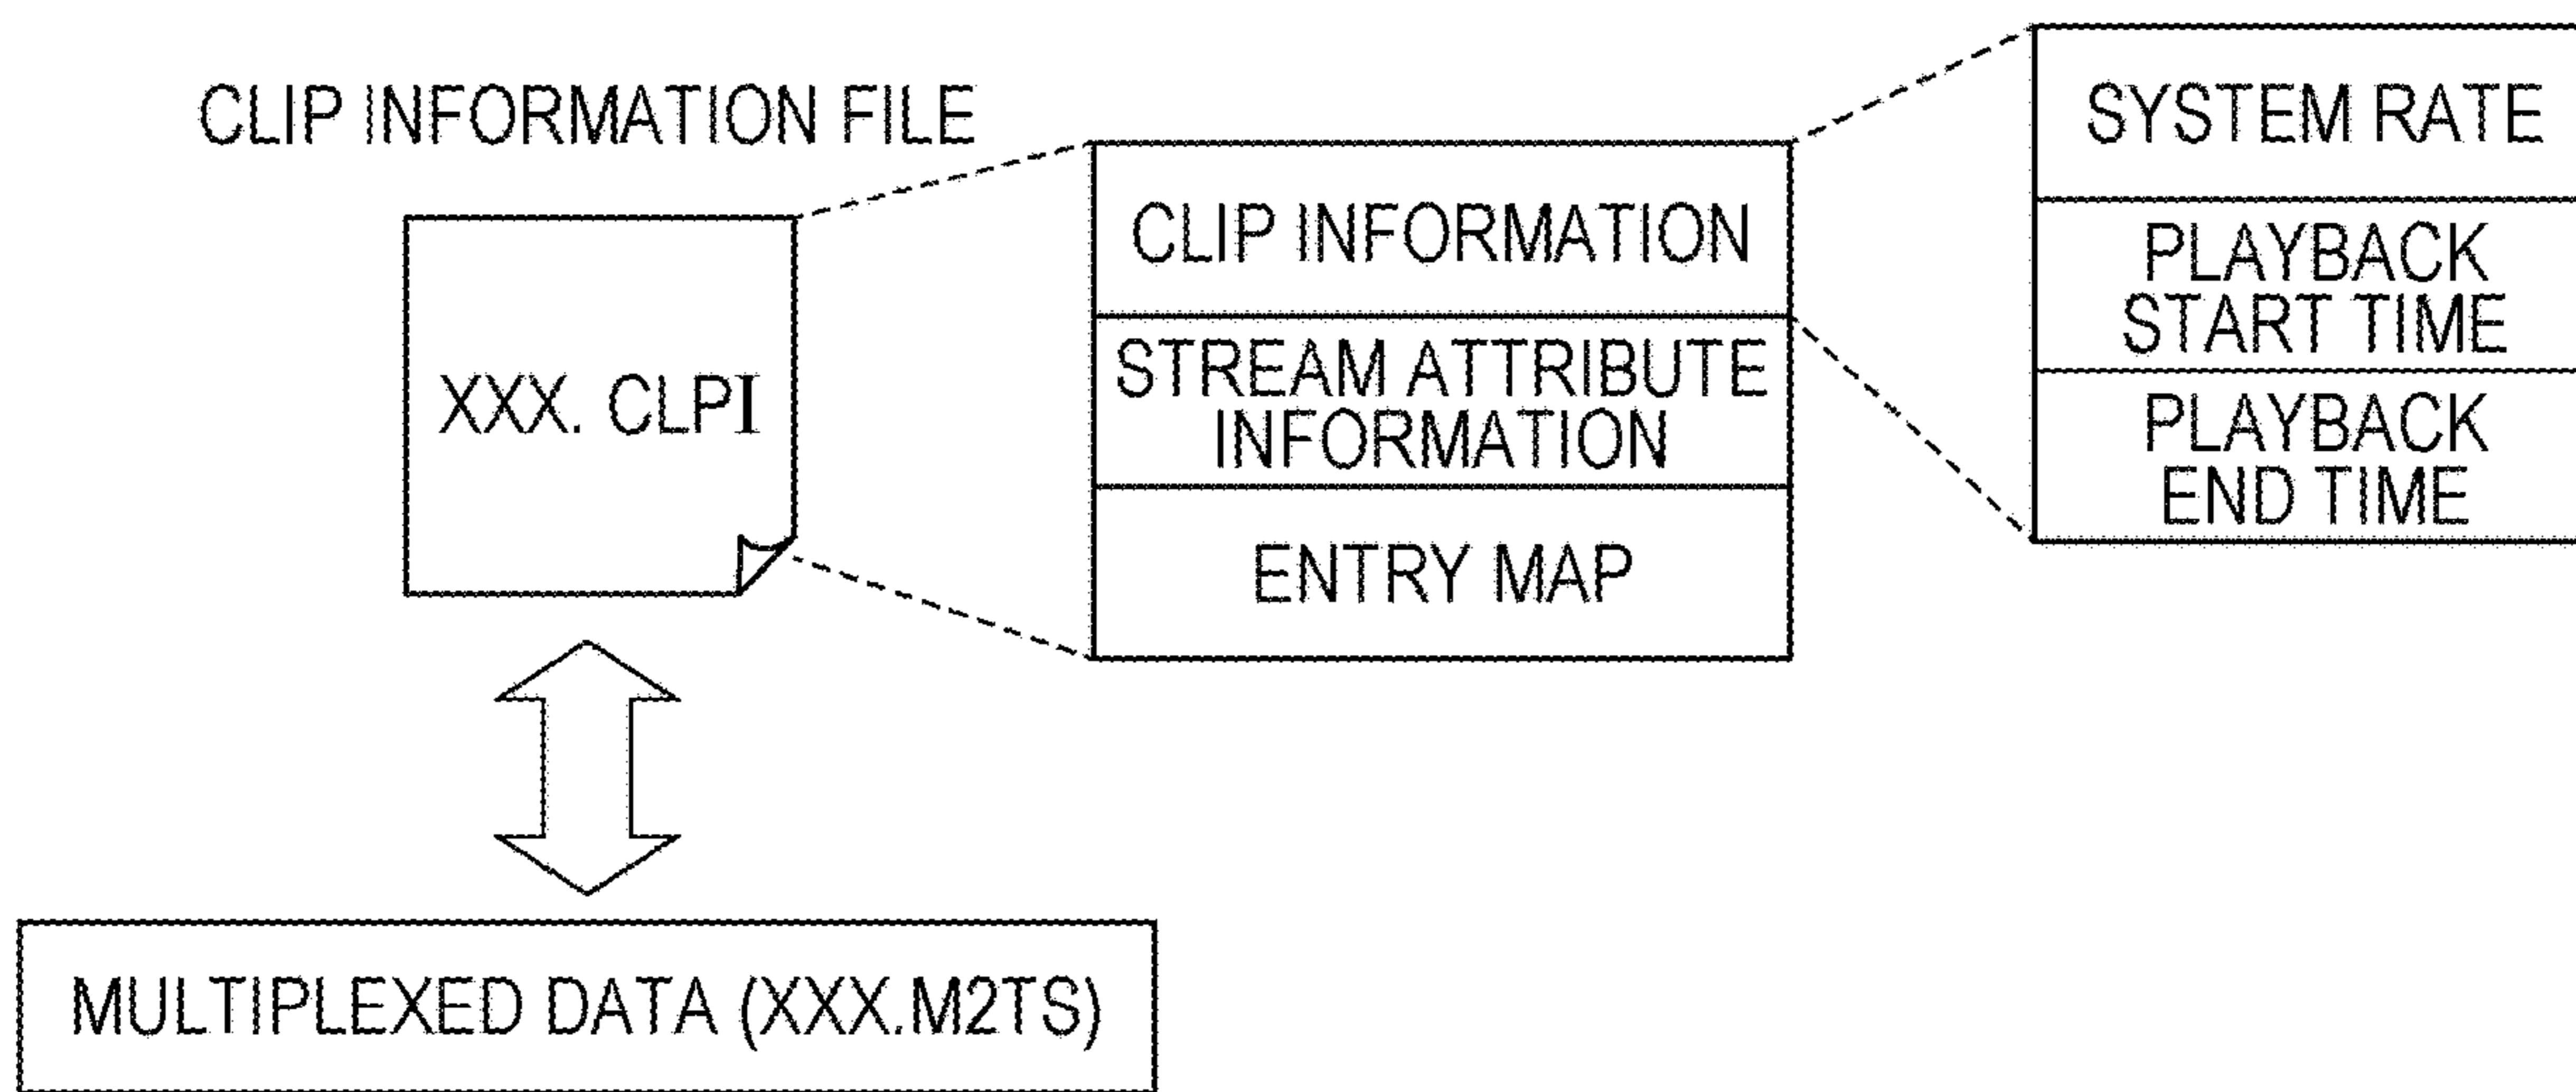 CLIP INFORMATION FILE
XXX. CLPI
CLIP INFORMATION
STREAM ATTRIBUTE
INFORMATION
ENTRY MAP
SYSTEM RATE
PLAYBACK
START TIME
PLAYBACK
END TIME
MULTIPLEXED DATA (XXX.M2TS)